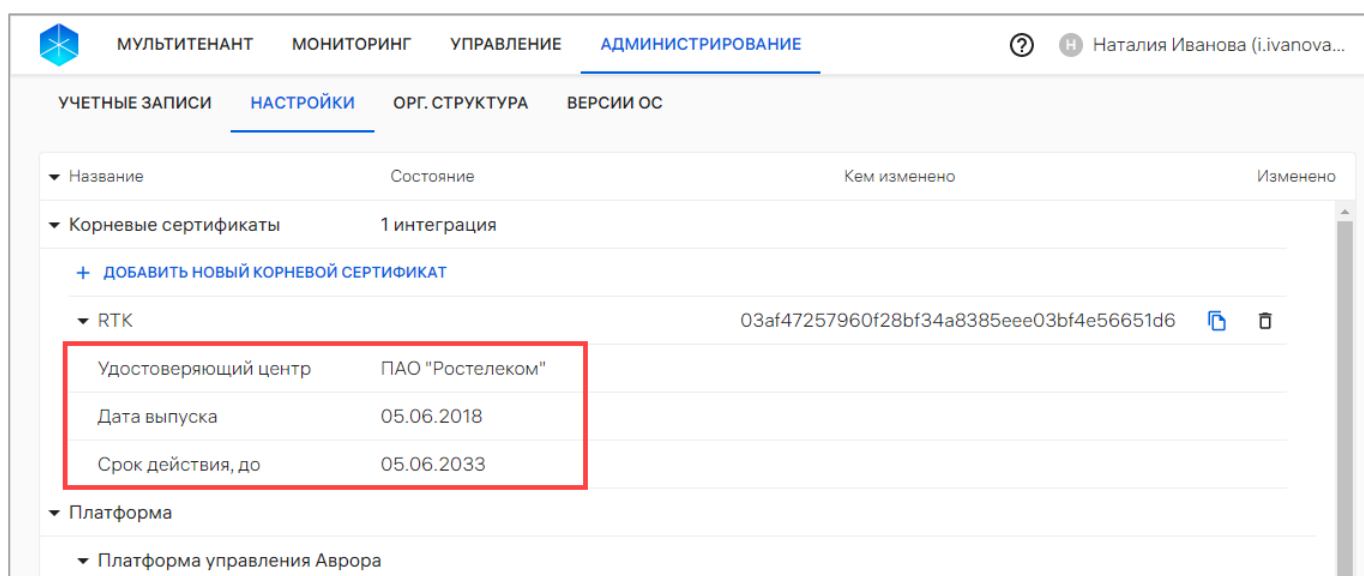 МУЛЬТИТЕНАНТ МОНИТОРИНГ УПРАВЛЕНИЕ АДМИНИСТРИРОВАНИЕ ? Н Наталия Иванова (i.ivanova...
УЧЕТНЫЕ ЗАПИСИ НАСТРОЙКИ ОРГ. СТРУКТУРА ВЕРСИИ ОС
Название Состояние Кем изменено Изменено
Корневые сертификаты 1 интеграция
+ ДОБАВИТЬ НОВЫЙ КОРНЕВОЙ СЕРТИФИКАТ
RTK 03af47257960f28bf34a8385eee03bf4e56651d6
Удостоверяющий центр ПАО "Ростелеком"
Дата выпуска 05.06.2018
Срок действия, до 05.06.2033
Платформа
Платформа управления Аврора